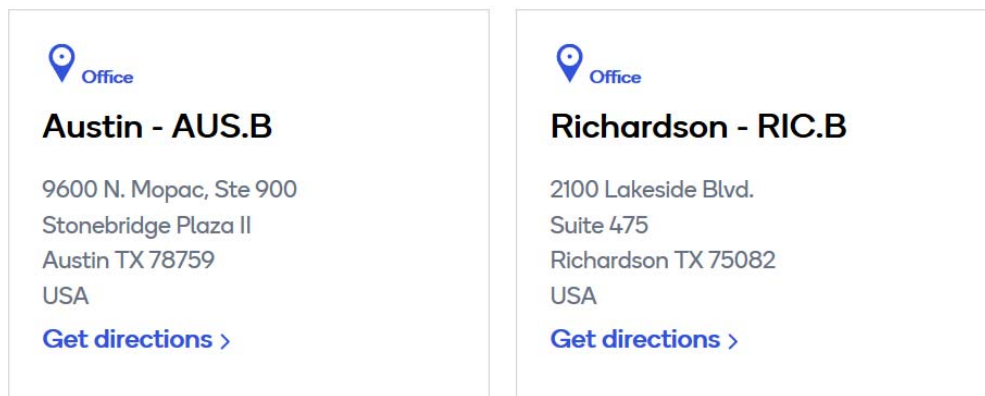 Office
Austin - AUS.B
9600 N. Mopac, Ste 900
Stonebridge Plaza II
Austin TX 78759
USA
Get directions >
Office
Richardson - RIC.B
2100 Lakeside Blvd.
Suite 475
Richardson TX 75082
USA
Get directions >